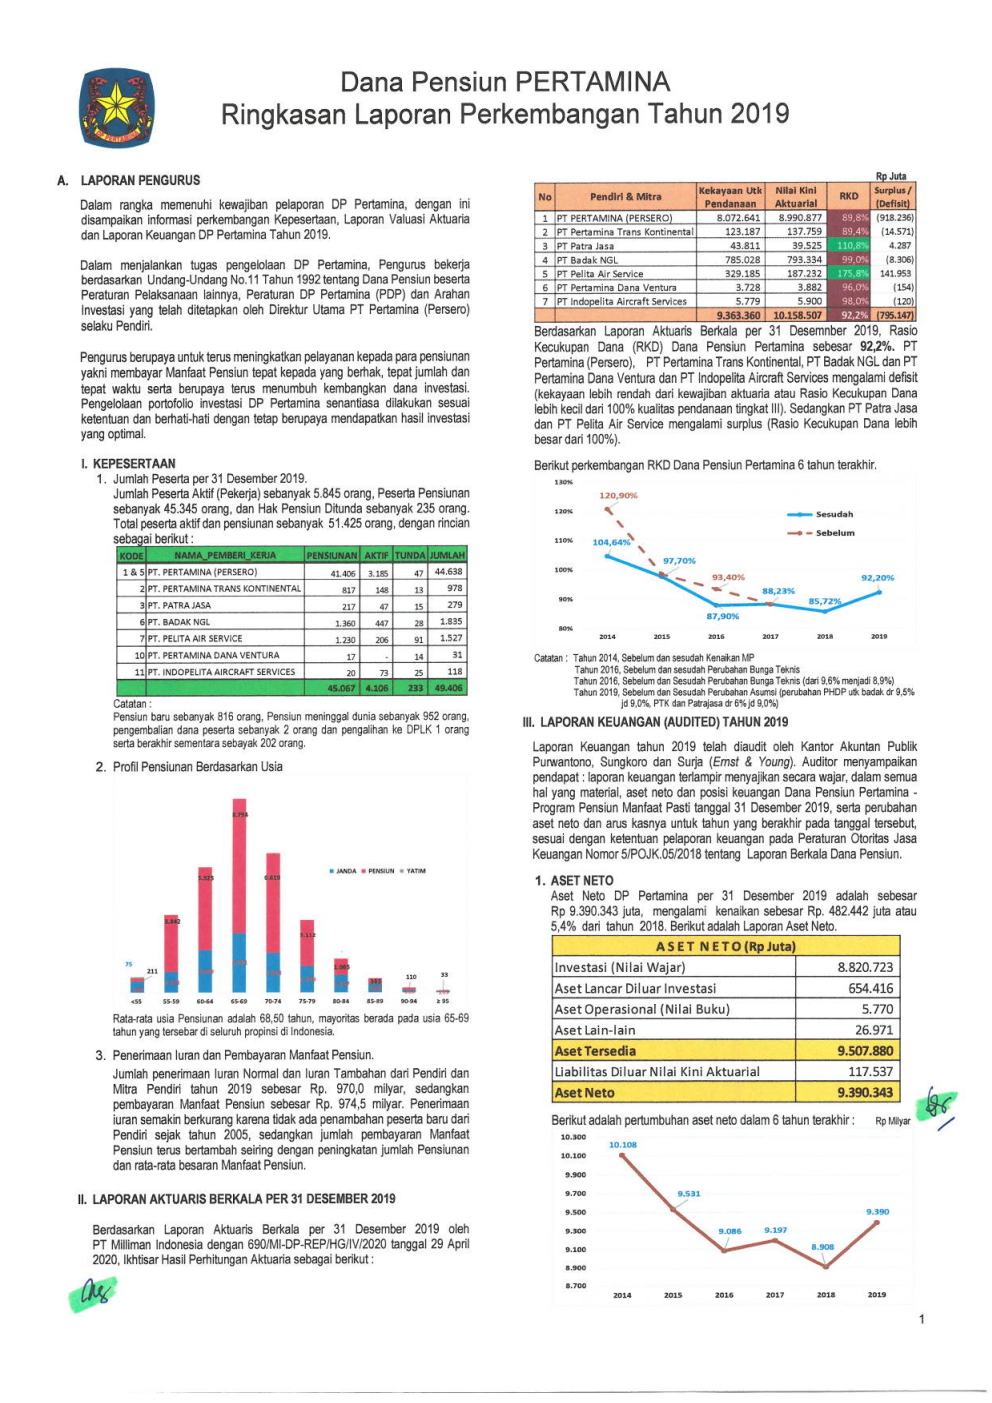 Dana Pensiun PERTAMINA
Ringkasan Laporan Perkembangan Tahun 2019
DP PERTAMINA
A. LAPORAN PENGURUS
Dalam rangka memenuhi kewajiban pelaporan DP Pertamina, dengan ini
disampaikan informasi perkembangan Kepesertaan, Laporan Valuasi Aktuaria
dan Laporan Keuangan DP Pertamina Tahun 2019.
Dalam menjalankan tugas pengelolaan DP Pertamina, Pengurus bekerja
berdasarkan Undang-Undang No.11 Tahun 1992 tentang Dana Pensiun beserta
Peraturan Pelaksanaan lainnya, Peraturan DP Pertamina (PDP) dan Arahan
Investasi yang telah ditetapkan oleh Direktur Utama PT Pertamina (Persero)
selaku Pendiri.
Pengurus berupaya untuk terus meningkatkan pelayanan kepada para pensiunan
yakni membayar Manfaat Pensiun tepat kepada yang berhak, tepat jumlah dan
tepat waktu serta berupaya terus menumbuh kembangkan dana investasi.
Pengelolaan portofolio investasi DP Pertamina senantiasa dilakukan sesuai
ketentuan dan berhati-hati dengan tetap berupaya mendapatkan hasil investasi
yang optimal.
I. KEPESERTAAN
1. Jumlah Peserta per 31 Desember 2019.
Jumlah Peserta Aktif (Pekerja) sebanyak 5.845 orang, Peserta Pensiunan
sebanyak 45.345 orang, dan Hak Pensiun Ditunda sebanyak 235 orang.
Total peserta aktif dan pensiunan sebanyak 51.425 orang, dengan rincian
sebagai berikut :
KODE NAMA_PEMBERI_KERJA PENSIUNAN AKTIF TUNDA JUMLAH
1 & 5 PT. PERTAMINA (PERSERO) 41.406 3.185 47 44.638
2 PT. PERTAMINA TRANS KONTINENTAL 817 148 13 978
3 PT. PATRA JASA 217 47 15 279
6 PT. BADAK NGL 1.360 447 28 1.835
7 PT. PELITA AIR SERVICE 1.230 206 91 1.527
10 PT. PERTAMINA DANA VENTURA 17 - 14 31
11 PT. INDOPELITA AIRCRAFT SERVICES 20 73 25 118
45.067 4.106 233 49.406
Catatan :
Pensiun baru sebanyak 816 orang, Pensiun meninggal dunia sebanyak 952 orang,
pengembalian dana peserta sebanyak 2 orang dan pengalihan ke DPLK 1 orang
serta berakhir sementara sebayak 202 orang.
2. Profil Pensiunan Berdasarkan Usia
JANDA PENSIUN YATIM
75
211
110
33
<55 55-59 60-64 65-69 70-74 75-79 80-84 85-89 90-94 ≥ 95
Rata-rata usia Pensiunan adalah 68,50 tahun, mayoritas berada pada usia 65-69
tahun yang tersebar di seluruh propinsi di Indonesia.
3. Penerimaan Iuran dan Pembayaran Manfaat Pensiun.
Jumlah penerimaan Iuran Normal dan Iuran Tambahan dari Pendiri dan
Mitra Pendiri tahun 2019 sebesar Rp. 970,0 milyar, sedangkan
pembayaran Manfaat Pensiun sebesar Rp. 974,5 milyar. Penerimaan
iuran semakin berkurang karena tidak ada penambahan peserta baru dari
Pendiri sejak tahun 2005, sedangkan jumlah pembayaran Manfaat
Pensiun terus bertambah seiring dengan peningkatan jumlah Pensiunan
dan rata-rata besaran Manfaat Pensiun.
II. LAPORAN AKTUARIS BERKALA PER 31 DESEMBER 2019
Berdasarkan Laporan Aktuaris Berkala per 31 Desember 2019 oleh
PT Milliman Indonesia dengan 690/MI-DP-REP/HG/IV/2020 tanggal 29 April
2020, Ikhtisar Hasil Perhitungan Aktuaria sebagai berikut :
Rp Juta
No Pendiri & Mitra Kekayaan Utk Pendanaan Nilai Kini Aktuarial RKD Surplus / (Defisit)
1 PT PERTAMINA (PERSERO) 8.072.641 8.990.877 89,8% (918.236)
2 PT Pertamina Trans Kontinental 123.187 137.759 89,4% (14.571)
3 PT Patra Jasa 43.811 39.525 110,8% 4.287
4 PT Badak NGL 785.028 793.334 99,0% (8.306)
5 PT Pelita Air Service 329.185 187.232 175,8% 141.953
6 PT Pertamina Dana Ventura 3.728 3.882 96,0% (154)
7 PT Indopelita Aircraft Services 5.779 5.900 98,0% (120)
9.363.360 10.158.507 92,2% (795.147)
Berdasarkan Laporan Aktuaris Berkala per 31 Desemnber 2019, Rasio
Kecukupan Dana (RKD) Dana Pensiun Pertamina sebesar 92,2%. PT
Pertamina (Persero), PT Pertamina Trans Kontinental, PT Badak NGL dan PT
Pertamina Dana Ventura dan PT Indopelita Aircraft Services mengalami defisit
(kekayaan lebih rendah dari kewajiban aktuaria atau Rasio Kecukupan Dana
lebih kecil dari 100% kualitas pendanaan tingkat III). Sedangkan PT Patra Jasa
dan PT Pelita Air Service mengalami surplus (Rasio Kecukupan Dana lebih
besar dari 100%).
Berikut perkembangan RKD Dana Pensiun Pertamina 6 tahun terakhir.
130%
120%
110%
100%
90%
80%
120,90%
104,64%
97,70%
93,40%
87,90%
88,23%
85,72%
92,20%
Sesudah
Sebelum
2014 2015 2016 2017 2018 2019
Catatan : Tahun 2014, Sebelum dan sesudah Kenaikan MP
Tahun 2016, Sebelum dan sesudah Perubahan Bunga Teknis
Tahun 2016, Sebelum dan sesudah Perubahan Bunga Teknis (dari 9,6% menjadi 8,9%)
Tahun 2019, Sebelum dan Sesudah Perubahan Asumsi (perubahan PHDP utk badak dr 9,5%
jd 9,0%, PTK dan Patrajasa dr 6% jd 9,0%)
III. LAPORAN KEUANGAN (AUDITED) TAHUN 2019
Laporan Keuangan tahun 2019 telah diaudit oleh Kantor Akuntan Publik
Purwantono, Sungkoro dan Surja (Ernst & Young). Auditor menyampaikan
pendapat : laporan keuangan terlampir menyajikan secara wajar, dalam semua
hal yang material, aset neto dan posisi keuangan Dana Pensiun Pertamina -
Program Pensiun Manfaat Pasti tanggal 31 Desember 2019, serta perubahan
aset neto dan arus kasnya untuk tahun yang berakhir pada tanggal tersebut,
sesuai dengan ketentuan pelaporan keuangan pada Peraturan Otoritas Jasa
Keuangan Nomor 5/POJK.05/2018 tentang Laporan Berkala Dana Pensiun.
1. ASET NETO
Aset Neto DP Pertamina per 31 Desember 2019 adalah sebesar
Rp 9.390.343 juta, mengalami kenaikan sebesar Rp. 482.442 juta atau
5,4% dari tahun 2018. Berikut adalah Laporan Aset Neto.
ASET NETO (Rp Juta)
Investasi (Nilai Wajar) 8.820.723
Aset Lancar Diluar Investasi 654.416
Aset Operasional (Nilai Buku) 5.770
Aset Lain-lain 26.971
Aset Tersedia 9.507.880
Liabilitas Diluar Nilai Kini Aktuarial 117.537
Aset Neto 9.390.343
Berikut adalah pertumbuhan aset neto dalam 6 tahun terakhir : Rp Milyar
10.300
10.100
9.900
9.700
9.500
9.300
9.100
8.900
8.700
10.108
9.531
9.086
9.197
8.908
9.390
2014 2015 2016 2017 2018 2019
1